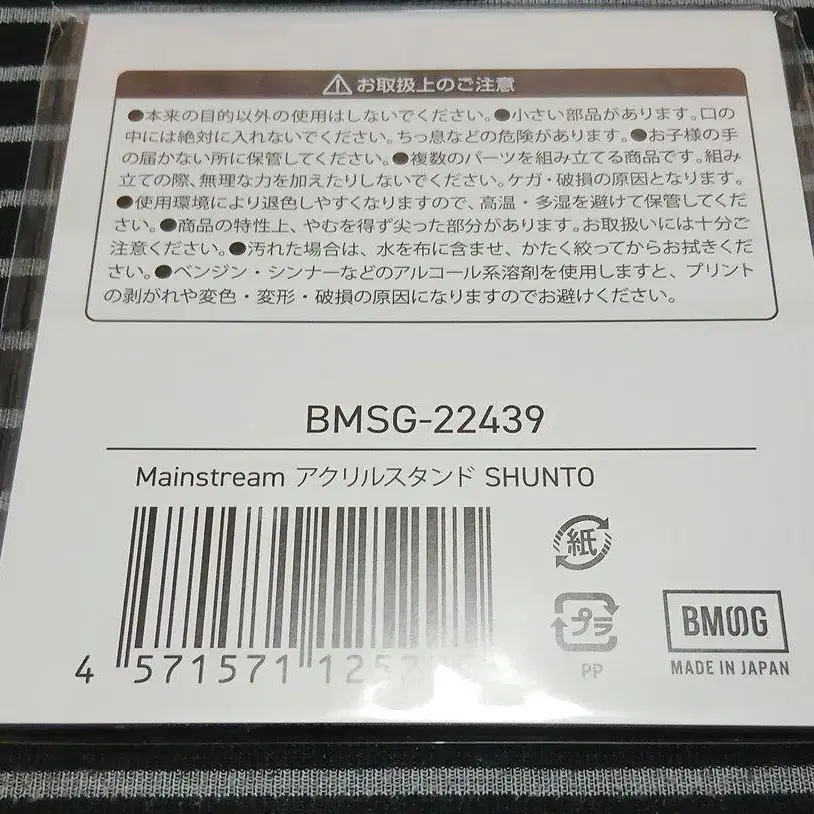 お取扱上のご注意
●本来の目的以外の使用はしないでください。●小さい部品があります。口の
中には絶対に入れないでください。ちっ息などの危険があります。●お子様の手
の届かない所に保管してください。●複数のパーツを組み立てる商品です。組み
立ての際、無理な力を加えたりしないでください。ケガ・破損の原因となります。
●使用環境により退色しやすくなりますので、高温・多湿を避けて保管してくだ
さい。●商品の特性上、やむを得ず尖った部分があります。お取扱いには十分ご
注意ください。●汚れた場合は、水を布に含ませ、かたく絞ってからお拭きくだ
さい。●ベンジン・シンナーなどのアルコール系溶剤を使用しますと、プリント
の剥がれや変色・変形・破損の原因になりますのでお避けください。
BMSG-22439
Mainstream アクリルスタンド SHUNTO
紙
プラ
PP
BMSG
MADE IN JAPAN
4 571571